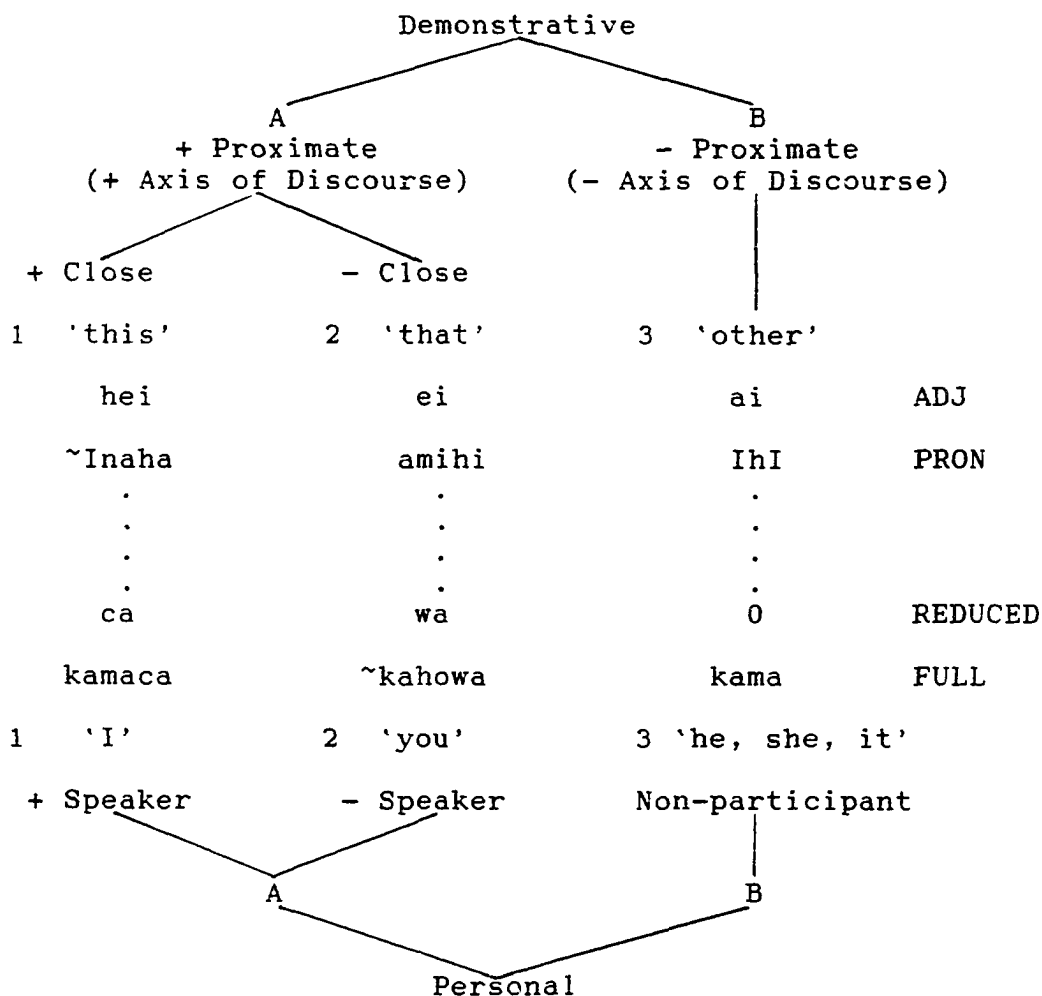 Demonstrative
A B
+ Proximate - Proximate
(+ Axis of Discourse) (- Axis of Discourse)
+ Close - Close
1 'this' 2 'that' 3 'other'
hei ei ai ADJ
~Inaha amihi IhI PRON
. . .
. . .
. . .
. . .
ca wa 0 REDUCED
kamaca ~kahowa kama FULL
1 'I' 2 'you' 3 'he, she, it'
+ Speaker - Speaker Non-participant
A B
Personal